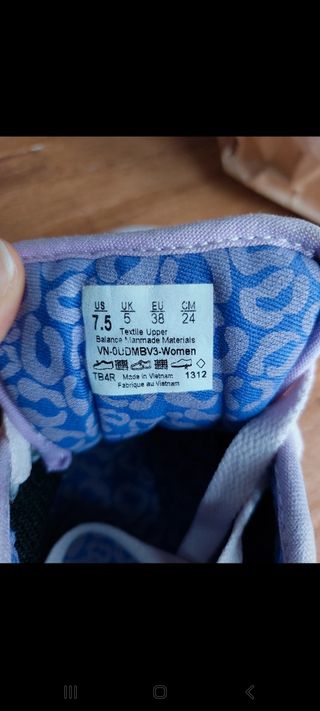 US UK EU CM
7.5 5 38 24
Textile Upper
Balance Manmade Materials
VN-0UDMBV3-Women
TB4R Made in Vietnam 1312
Fabriqué au Vietnam